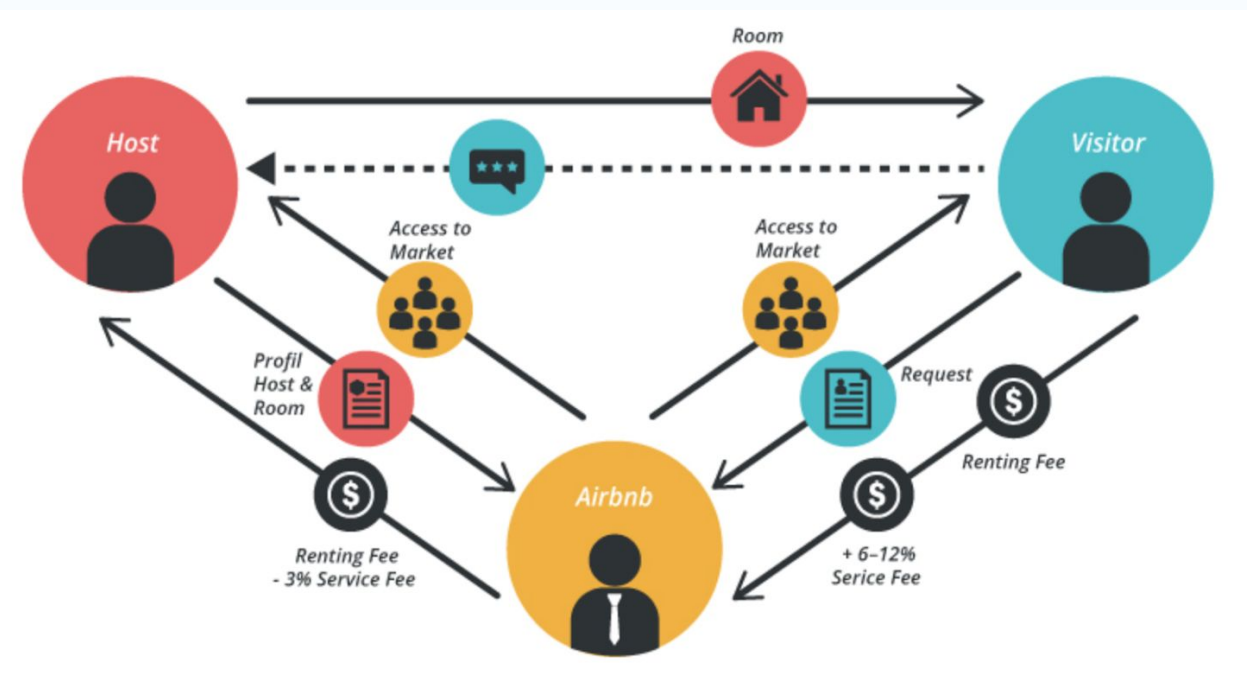 Room
Host
Visitor
Access to
Market
Access to
Market
Profil
Host &
Room
Request
Renting Fee
Airbnb
Renting Fee
- 3% Service Fee
+ 6–12%
Serice Fee